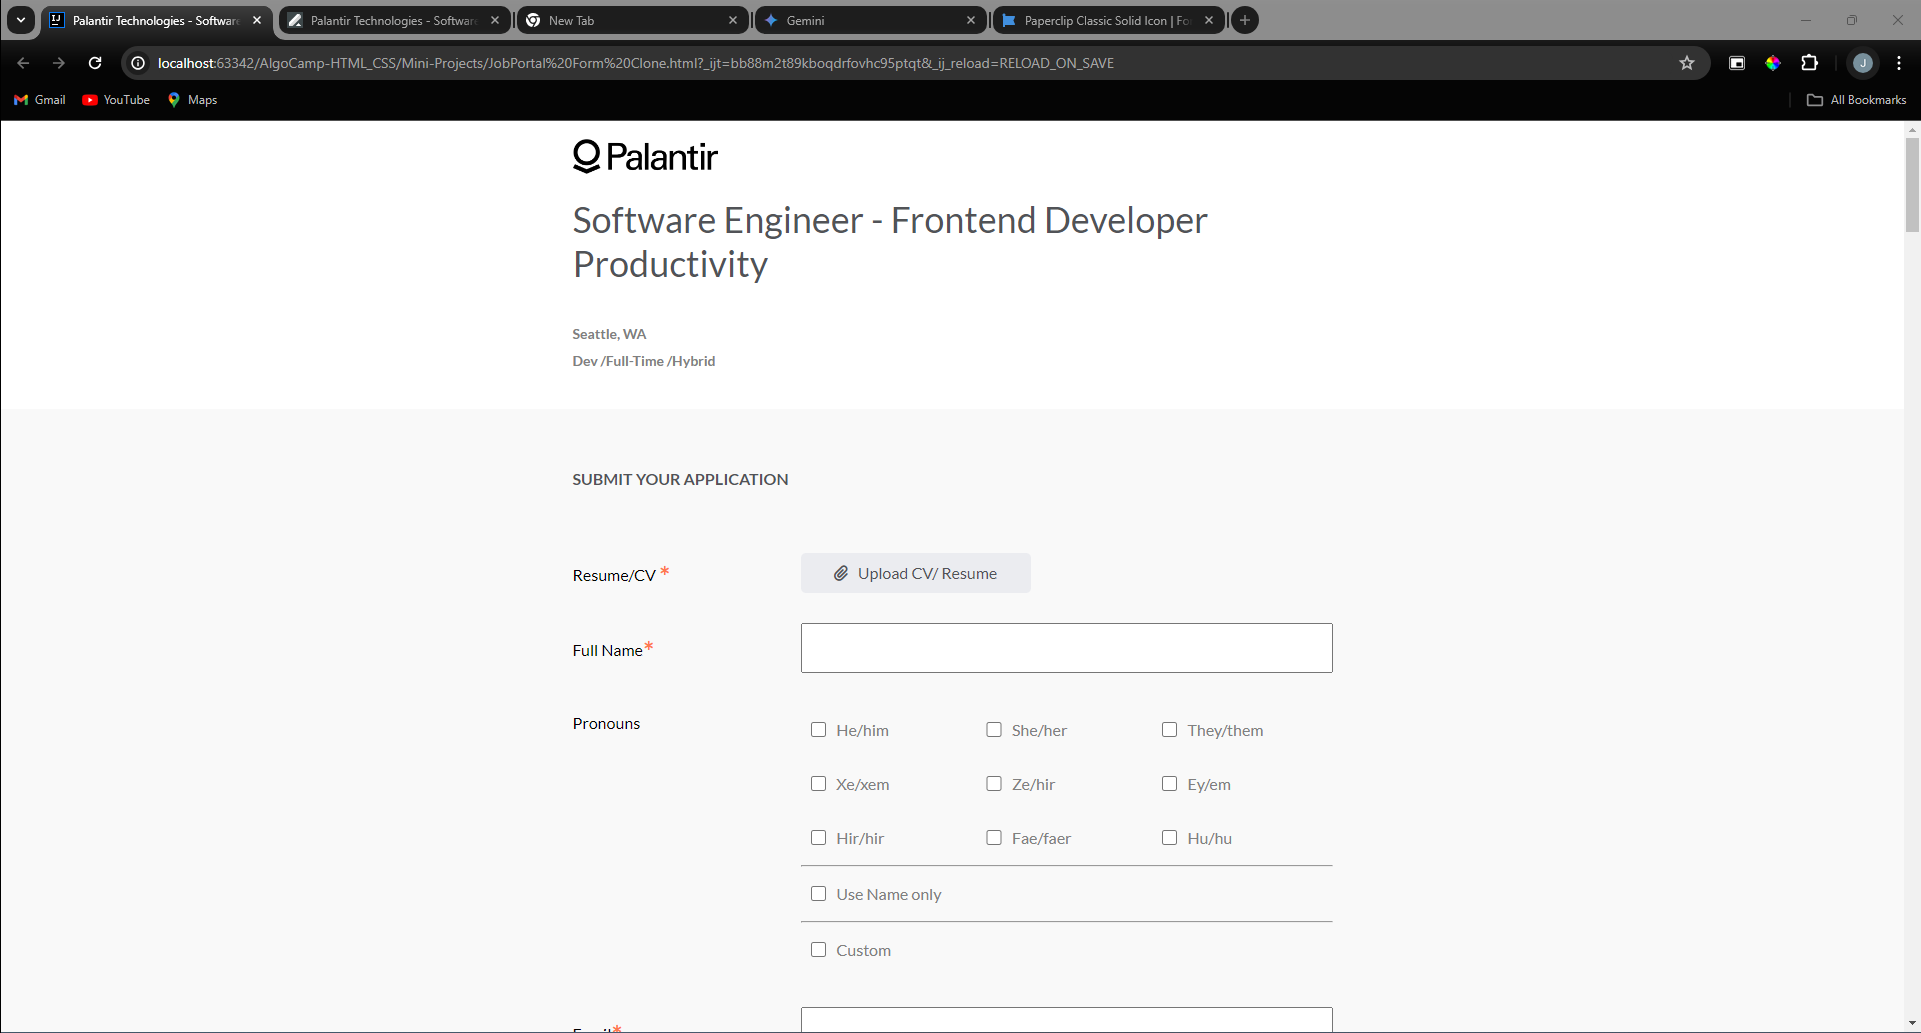 Palantir Technologies - Software
Palantir Technologies - Software
New Tab
Gemini
Paperclip Classic Solid Icon | Fo
localhost:63342/AlgoCamp-HTML_CSS/Mini-Projects/JobPortal%20Form%20Clone.html?_ijt=bb88m2t89kboqdrfovhc95ptqt&_ij_reload=RELOAD_ON_SAVE
J
Gmail
YouTube
Maps
All Bookmarks
Palantir
Software Engineer - Frontend Developer
Productivity
Seattle, WA
Dev /Full-Time /Hybrid
SUBMIT YOUR APPLICATION
Resume/CV *
Upload CV/ Resume
Full Name*
Pronouns
He/him
She/her
They/them
Xe/xem
Ze/hir
Ey/em
Hir/hir
Fae/faer
Hu/hu
Use Name only
Custom
Email*